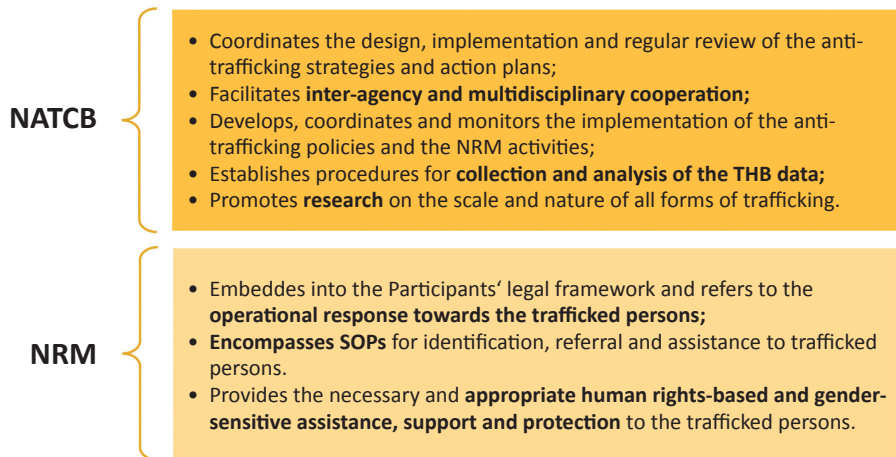 NATCB
• Coordinates the design, implementation and regular review of the anti-
trafficking strategies and action plans;
• Facilitates inter-agency and multidisciplinary cooperation;
• Develops, coordinates and monitors the implementation of the anti-
trafficking policies and the NRM activities;
• Establishes procedures for collection and analysis of the THB data;
• Promotes research on the scale and nature of all forms of trafficking.
NRM
• Embeddes into the Participants‘ legal framework and refers to the
operational response towards the trafficked persons;
• Encompasses SOPs for identification, referral and assistance to trafficked
persons.
• Provides the necessary and appropriate human rights-based and gender-
sensitive assistance, support and protection to the trafficked persons.